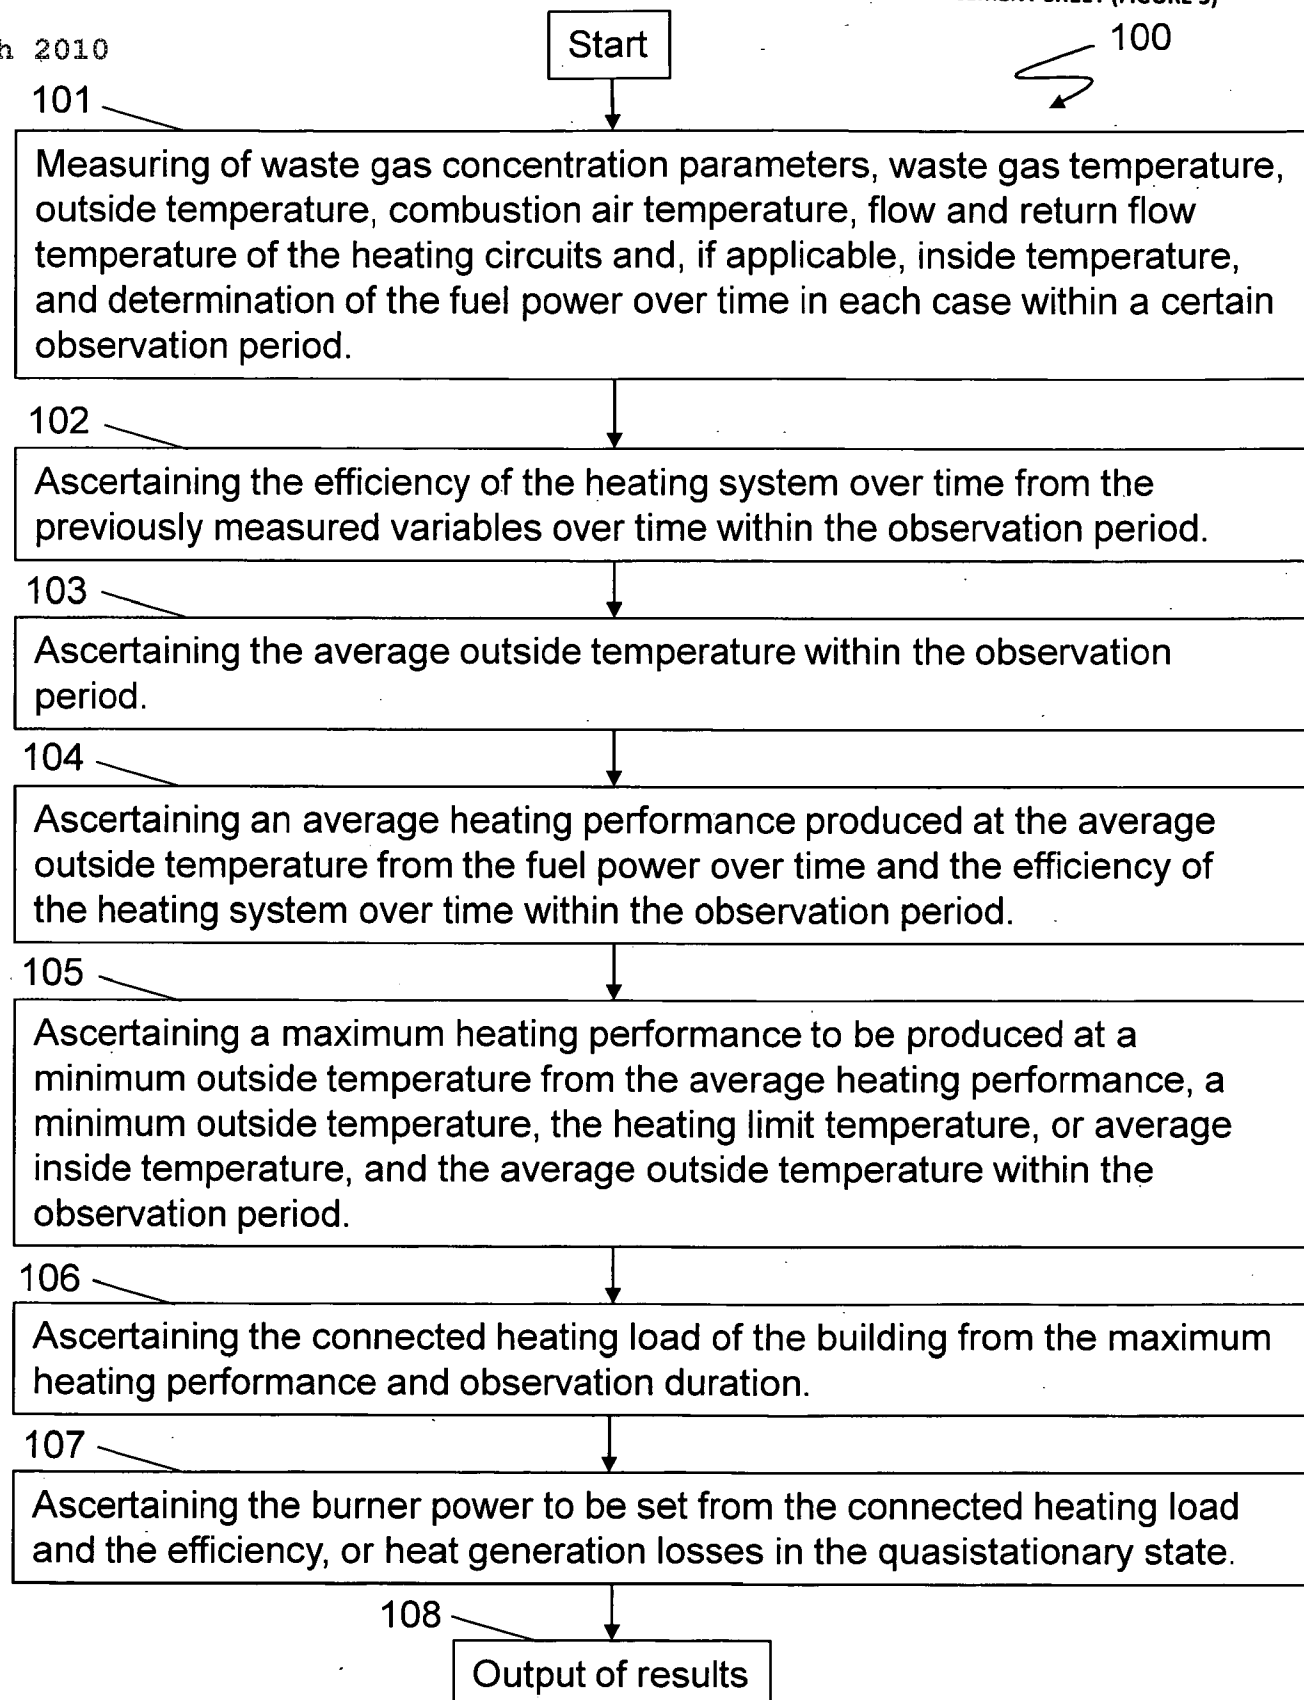 (FIGURE 3)
h 2010
Start
100
101
Measuring of waste gas concentration parameters, waste gas temperature,
outside temperature, combustion air temperature, flow and return flow
temperature of the heating circuits and, if applicable, inside temperature,
and determination of the fuel power over time in each case within a certain
observation period.
102
Ascertaining the efficiency of the heating system over time from the
previously measured variables over time within the observation period.
103
Ascertaining the average outside temperature within the observation
period.
104
Ascertaining an average heating performance produced at the average
outside temperature from the fuel power over time and the efficiency of
the heating system over time within the observation period.
105
Ascertaining a maximum heating performance to be produced at a
minimum outside temperature from the average heating performance, a
minimum outside temperature, the heating limit temperature, or average
inside temperature, and the average outside temperature within the
observation period.
106
Ascertaining the connected heating load of the building from the maximum
heating performance and observation duration.
107
Ascertaining the burner power to be set from the connected heating load
and the efficiency, or heat generation losses in the quasistationary state.
108
Output of results